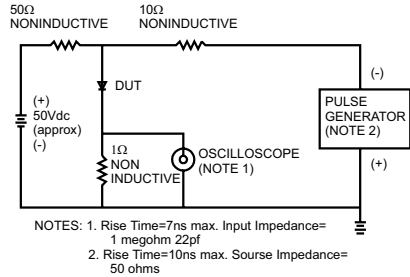 50Ω
NONINDUCTIVE
10Ω
NONINDUCTIVE
DUT
(+)
50Vdc
(approx)
(-)
1Ω
NON
INDUCTIVE
OSCILLOSCOPE
(NOTE 1)
(-)
PULSE
GENERATOR
(NOTE 2)
(+)
NOTES: 1. Rise Time=7ns max. Input Impedance=
1 megohm 22pf
2. Rise Time=10ns max. Sourse Impedance=
50 ohms